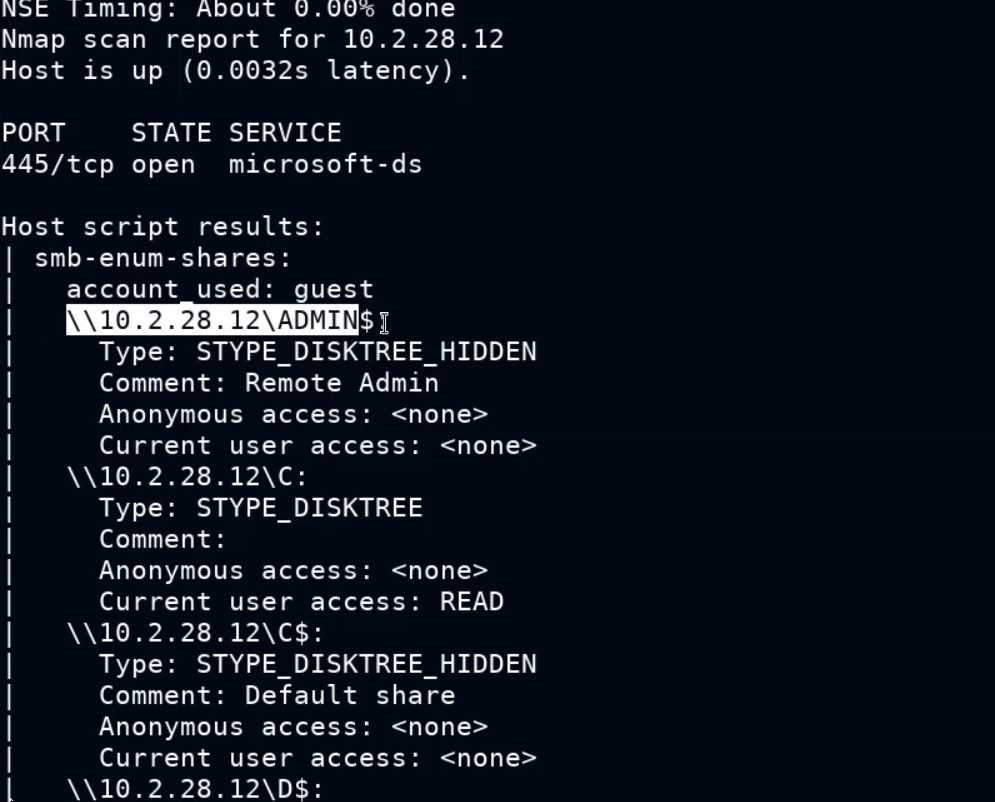 NSE Timing: About 0.00% done
Nmap scan report for 10.2.28.12
Host is up (0.0032s latency).
PORT    STATE SERVICE
445/tcp open  microsoft-ds
Host script results:
| smb-enum-shares:
|   account_used: guest
|   \\10.2.28.12\ADMIN$:
|     Type: STYPE_DISKTREE_HIDDEN
|     Comment: Remote Admin
|     Anonymous access: <none>
|     Current user access: <none>
|   \\10.2.28.12\C:
|     Type: STYPE_DISKTREE
|     Comment:
|     Anonymous access: <none>
|     Current user access: READ
|   \\10.2.28.12\C$:
|     Type: STYPE_DISKTREE_HIDDEN
|     Comment: Default share
|     Anonymous access: <none>
|     Current user access: <none>
|   \\10.2.28.12\D$: